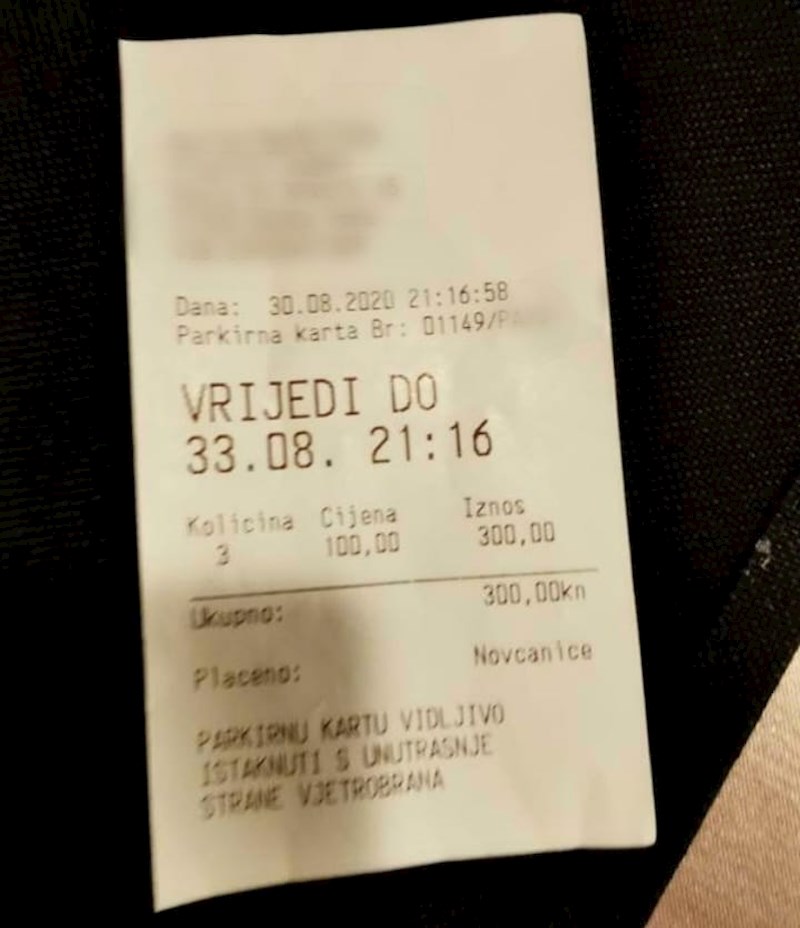 Dana: 30.08.2020 21:16:58
Parkirna karta Br: 01149/
VRIJEDI DO
33.08. 21:16
Kolicina Cijena Iznos
3 100,00 300,00
Ukupno: 300,00kn
Placeno: Novcanice
PARKIRNU KARTU VIDLJIVO
ISTAKNUTI S UNUTRASNJE
STRANE VJETROBRANA